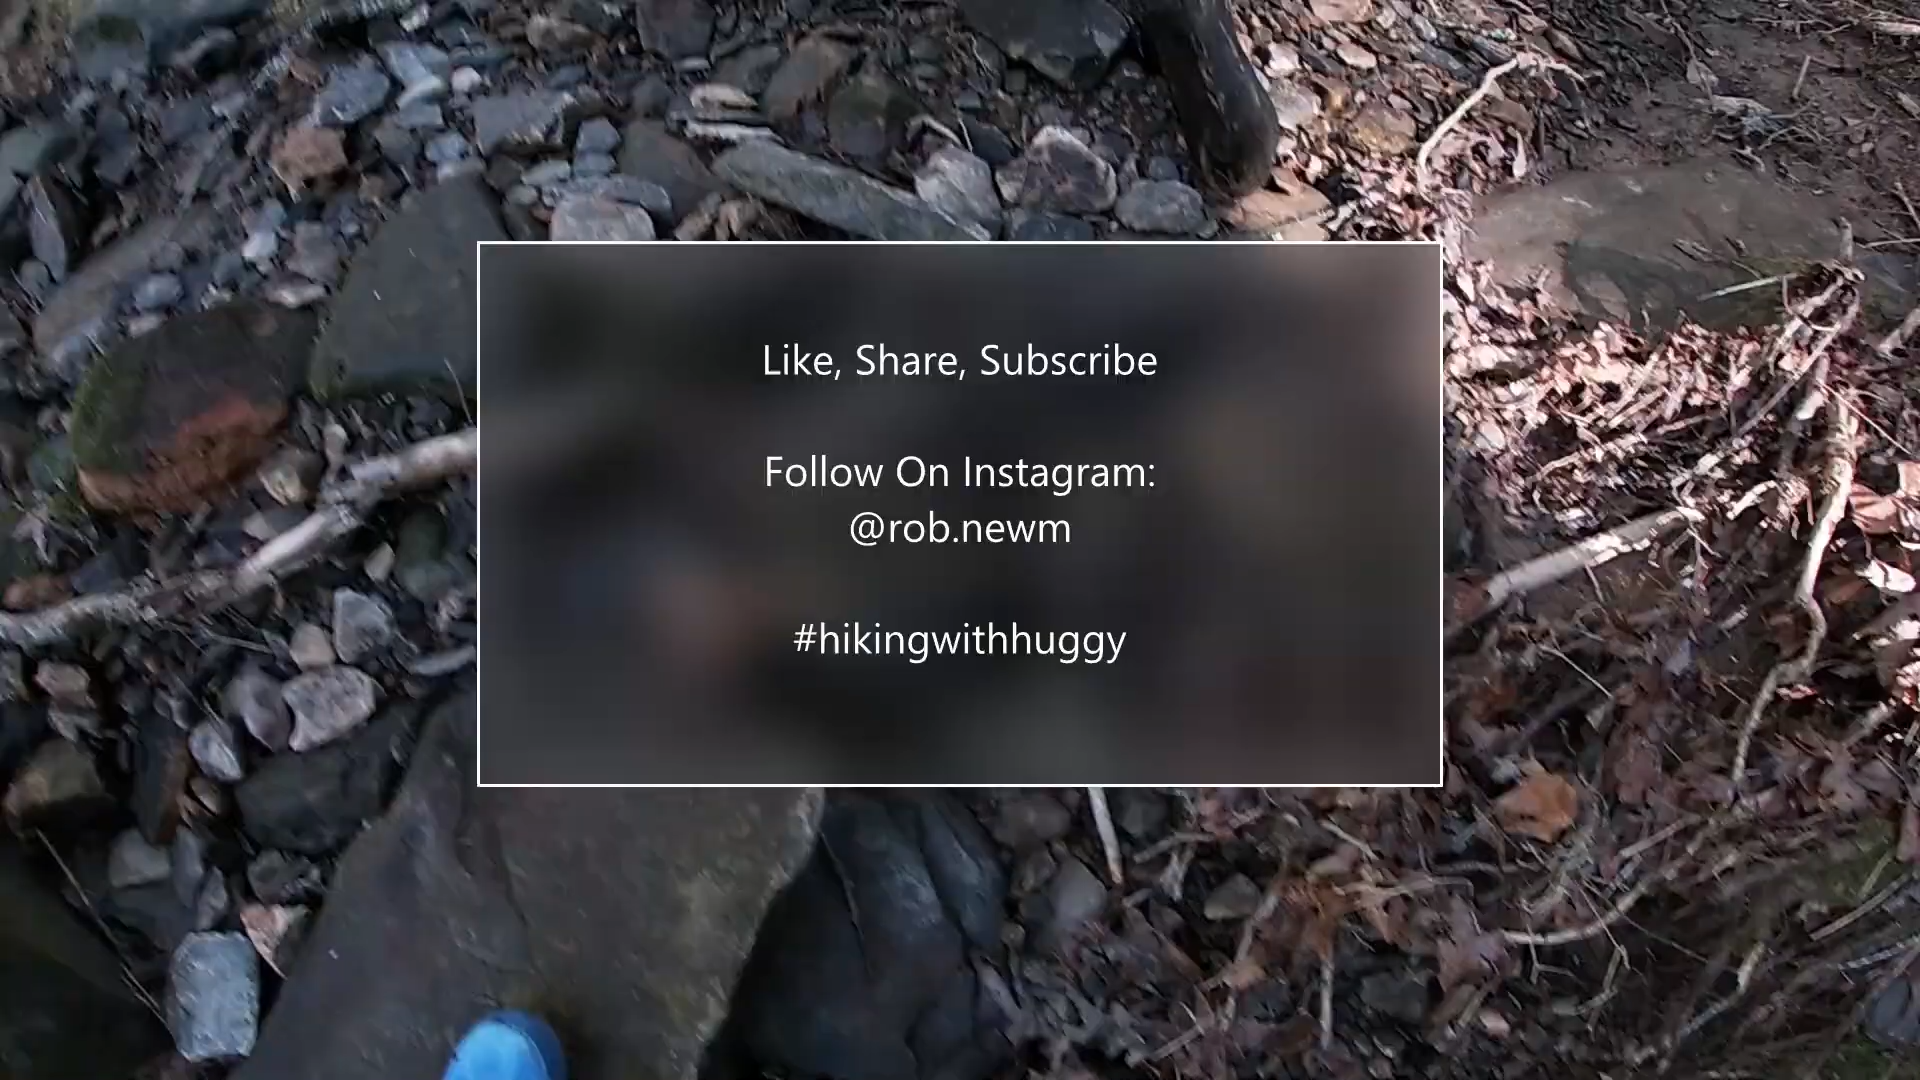 Like, Share, Subscribe
Follow On Instagram:
@rob.newm
#hikingwithhuggy